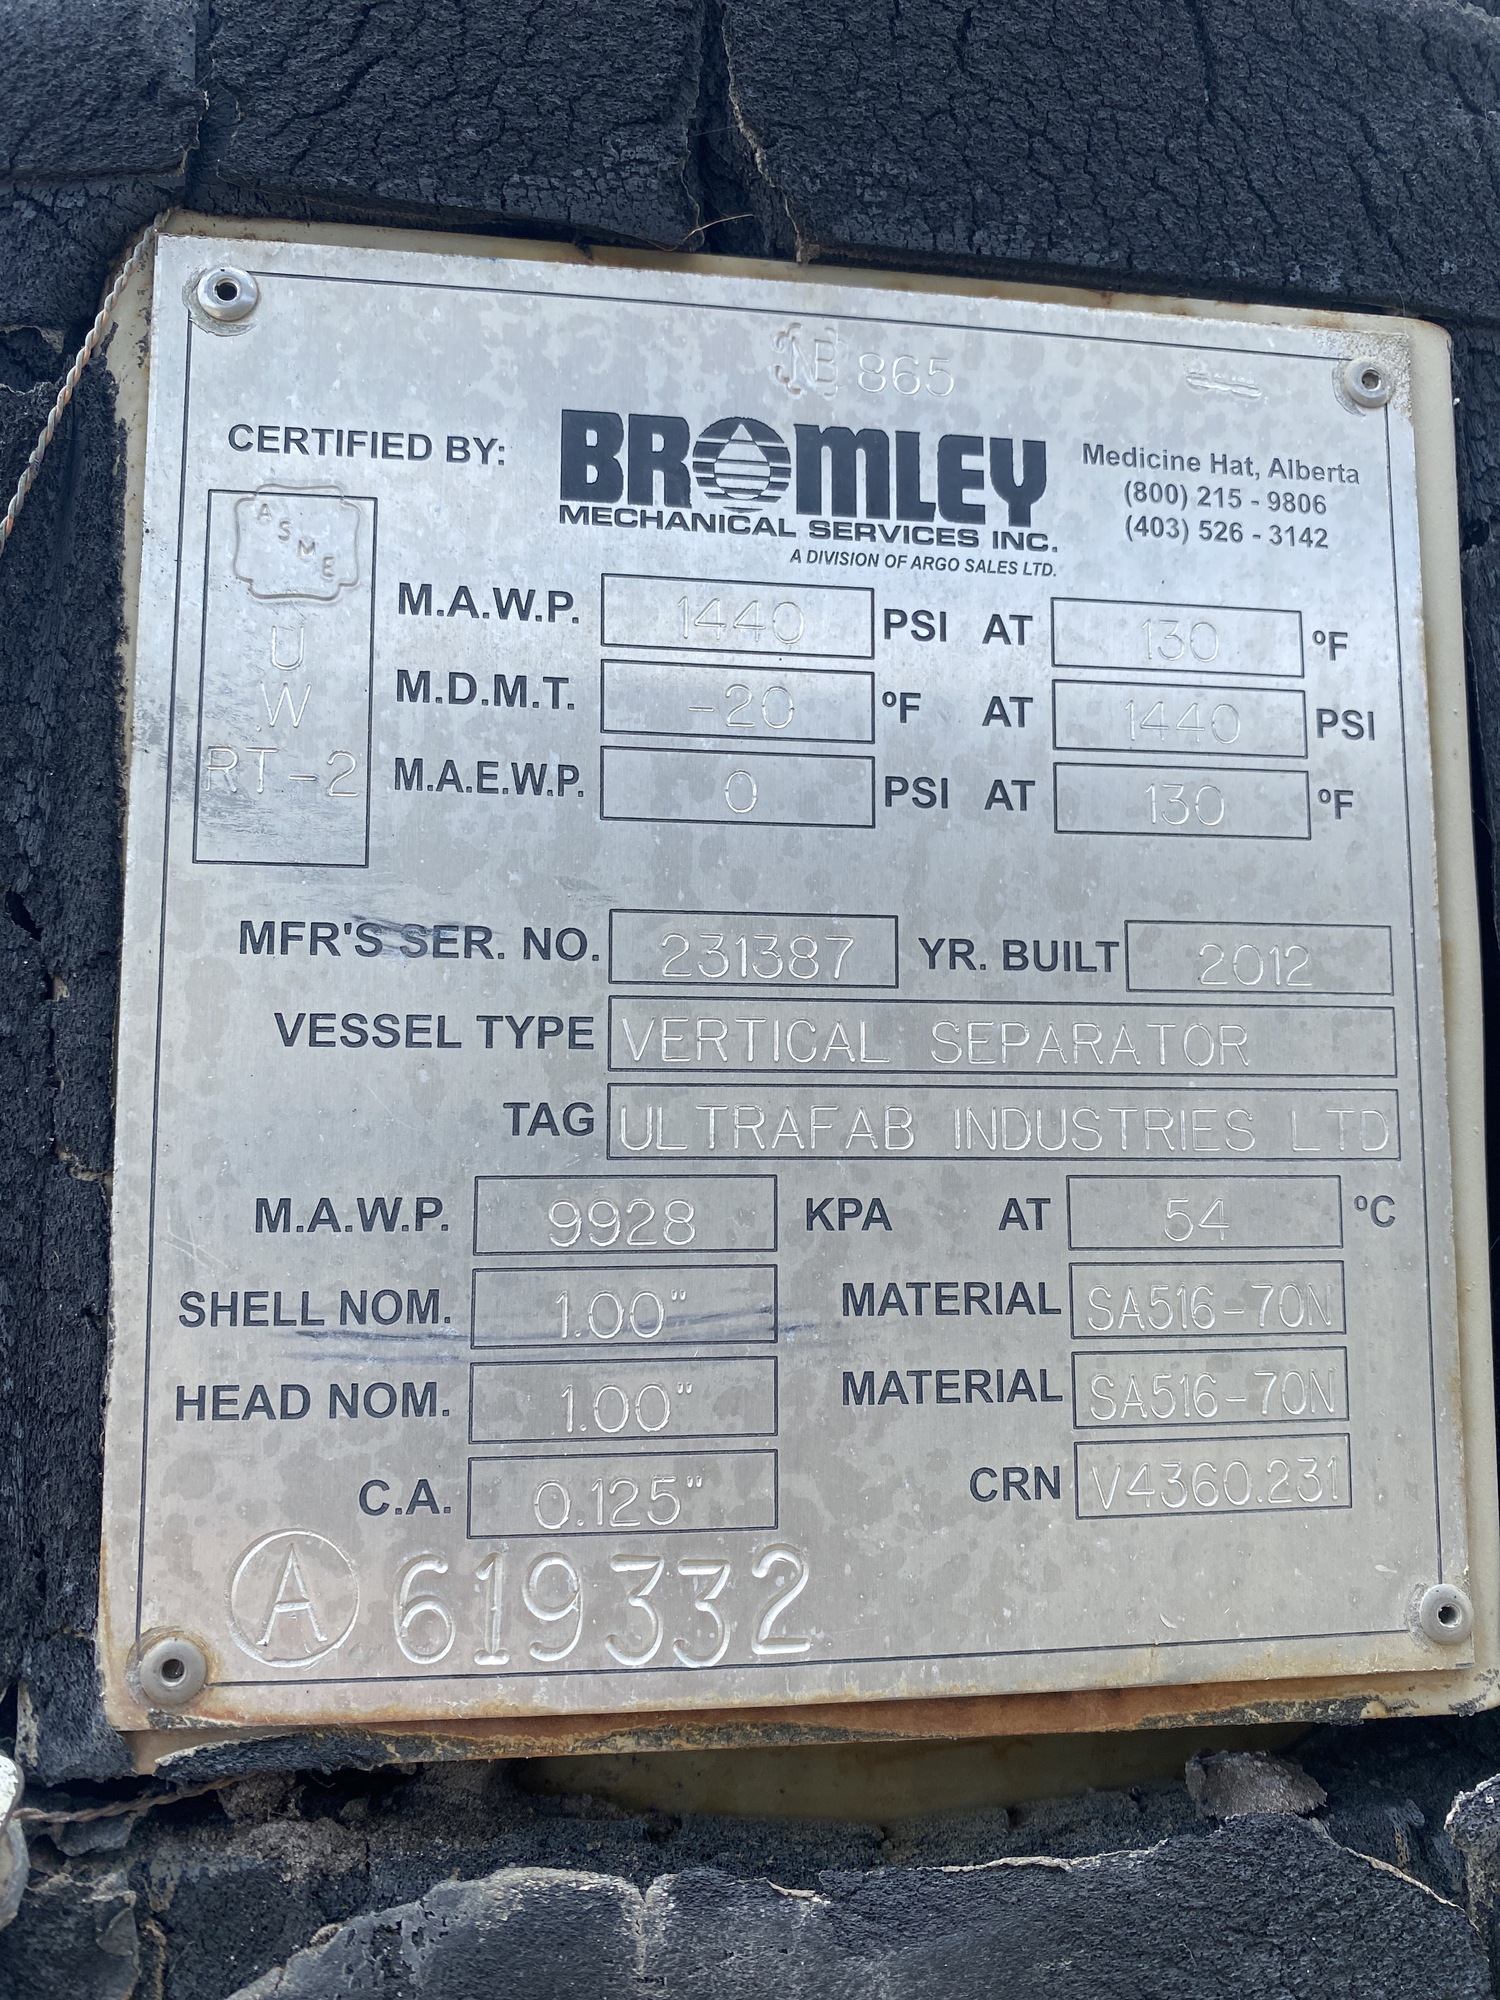 NB 865
CERTIFIED BY: BROMLEY Medicine Hat, Alberta
MECHANICAL SERVICES INC. (800) 215 - 9806
A DIVISION OF ARGO SALES LTD. (403) 526 - 3142
ASME
U
W
RT-2
M.A.W.P. 1440 PSI AT 130 ºF
M.D.M.T. -20 ºF AT 1440 PSI
M.A.E.W.P. 0 PSI AT 130 ºF
MFR'S SER. NO. 231387 YR. BUILT 2012
VESSEL TYPE VERTICAL SEPARATOR
TAG ULTRAFAB INDUSTRIES LTD
M.A.W.P. 9928 KPA AT 54 ºC
SHELL NOM. 1.00" MATERIAL SA516-70N
HEAD NOM. 1.00" MATERIAL SA516-70N
C.A. 0.125" CRN V4360.231
A 619332